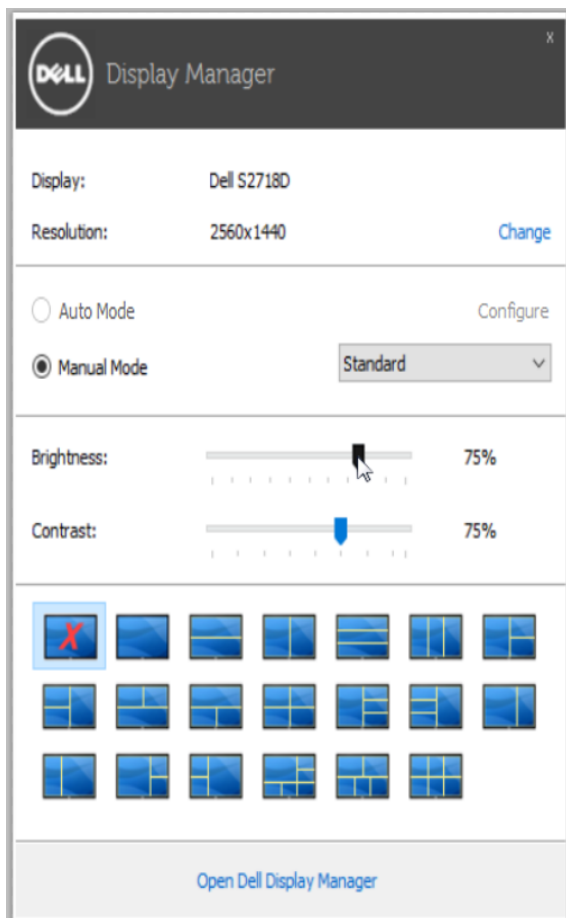 x
DELL Display Manager
Display: Dell S2718D
Resolution: 2560x1440 Change
Auto Mode Configure
Manual Mode Standard
Brightness: 75%
Contrast: 75%
X
Open Dell Display Manager